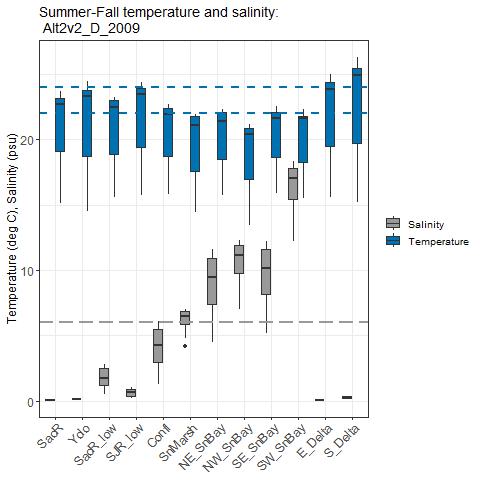 Summer-Fall temperature and salinity:
Alt2v2_D_2009
Temperature (deg C), Salinity (psu)
20
10
0
SacR
Yolo
SacR_low
SJR_low
Confl
SnMarsh
NE_SnBay
NW_SnBay
SE_SnBay
SW_SnBay
E_Delta
S_Delta
Salinity
Temperature